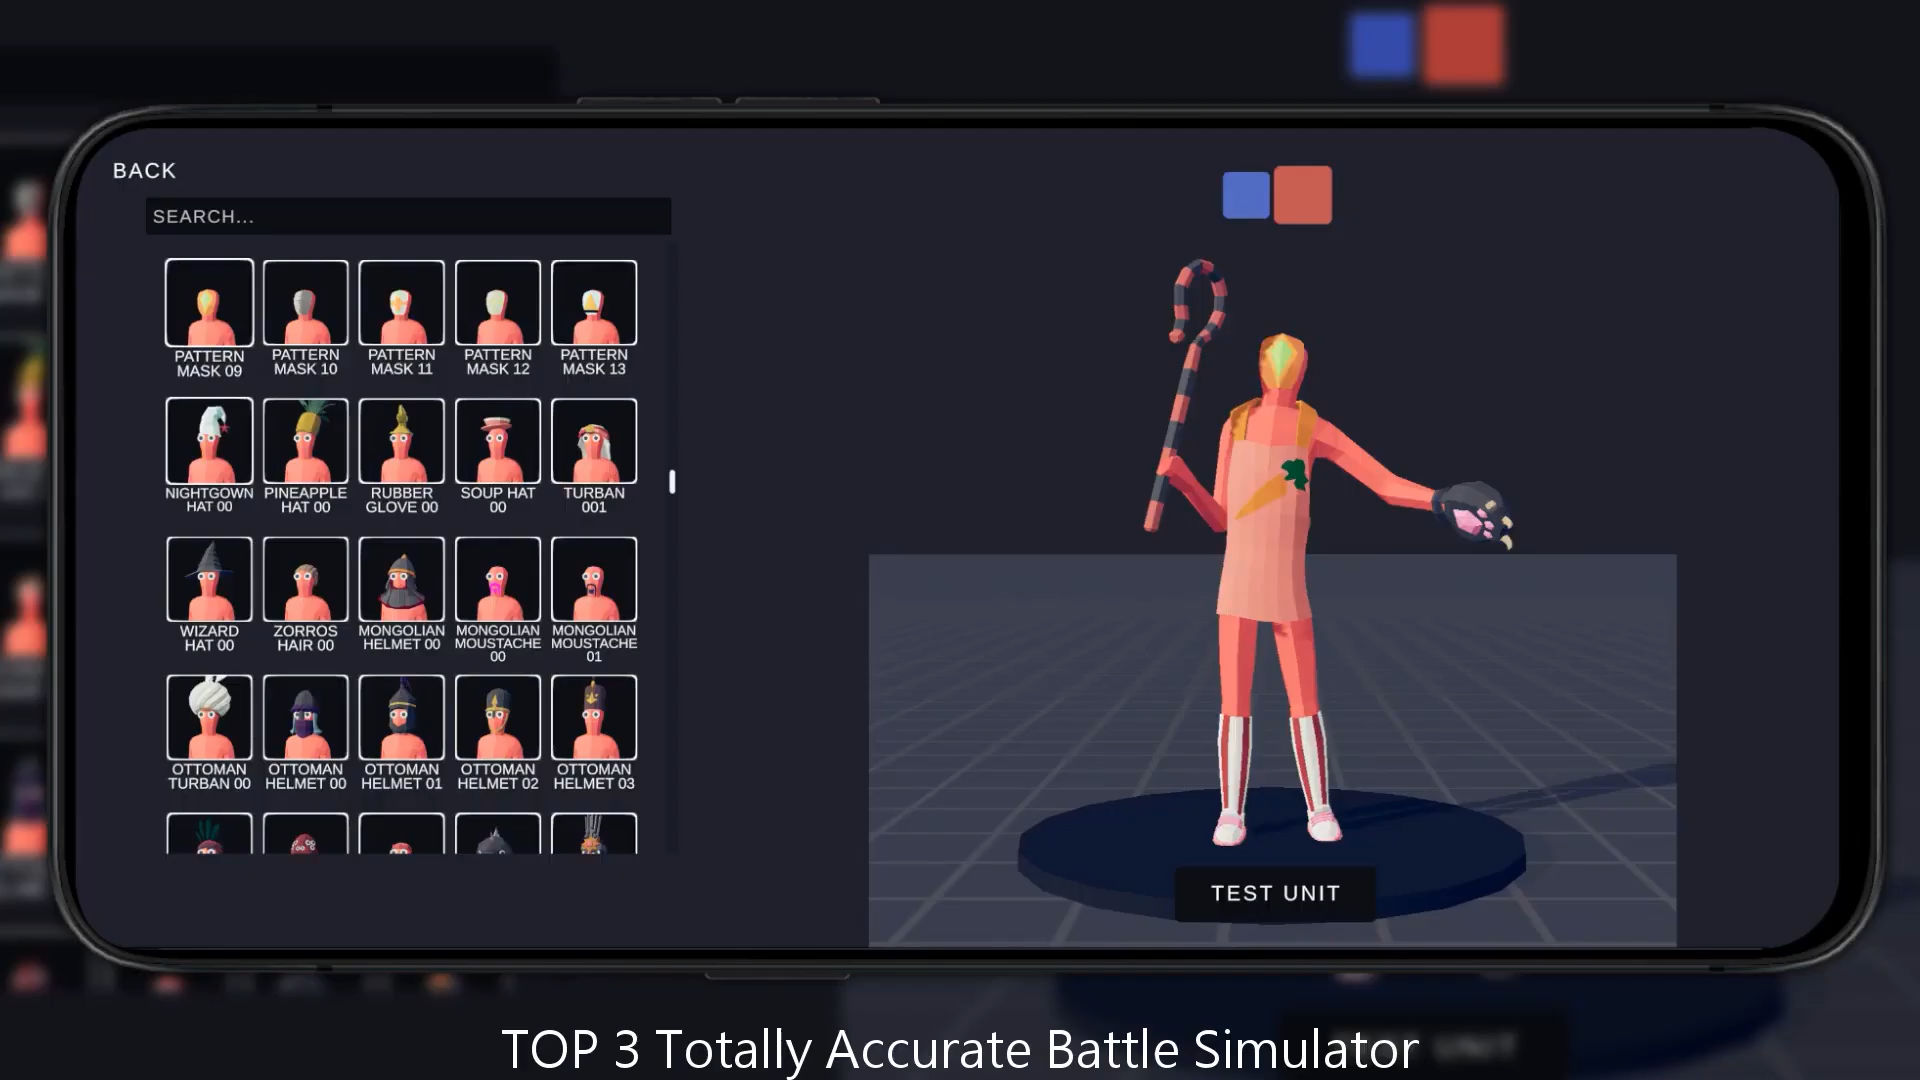 BACK
SEARCH...
PATTERN MASK 09
PATTERN MASK 10
PATTERN MASK 11
PATTERN MASK 12
PATTERN MASK 13
NIGHTGOWN HAT 00
PINEAPPLE HAT 00
RUBBER GLOVE 00
SOUP HAT 00
TURBAN 001
WIZARD HAT 00
ZORROS HAIR 00
MONGOLIAN HELMET 00
MONGOLIAN MOUSTACHE 00
MONGOLIAN MOUSTACHE 01
OTTOMAN TURBAN 00
OTTOMAN HELMET 00
OTTOMAN HELMET 01
OTTOMAN HELMET 02
OTTOMAN HELMET 03
TEST UNIT
TOP 3 Totally Accurate Battle Simulator